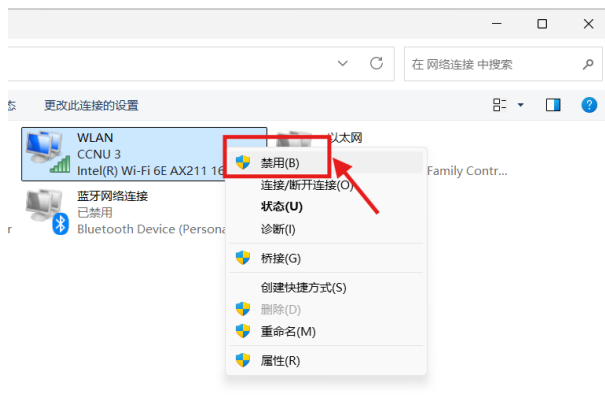 在 网络连接 中搜索
态 更改此连接的设置
WLAN
CCNU 3
Intel(R) Wi-Fi 6E AX211 16
以太网
Family Contr...
蓝牙网络连接
已禁用
r Bluetooth Device (Persona
禁用(B)
连接/断开连接(O)
状态(U)
诊断(I)
桥接(G)
创建快捷方式(S)
删除(D)
重命名(M)
属性(R)